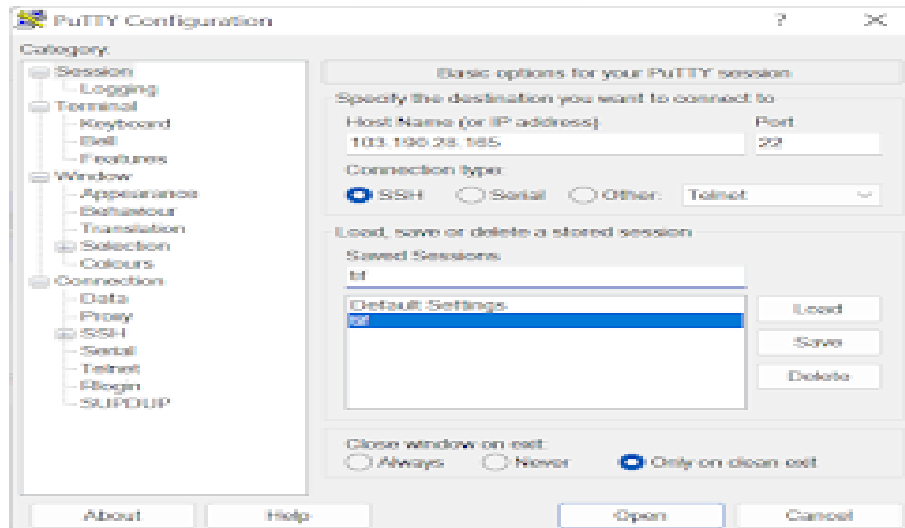 PuTTY Configuration
?
Category:
Session
Logging
Terminal
Keyboard
Bell
Features
Window
Appearance
Behaviour
Translation
Selection
Colours
Connection
Data
Proxy
SSH
Serial
Telnet
Rlogin
SUPDUP
Basic options for your PuTTY session
Specify the destination you want to connect to
Host Name (or IP address)
Port
103.190.28.165
22
Connection type:
SSH
Serial
Other:
Telnet
Load, save or delete a stored session
Saved Sessions
Default Settings
Load
Save
Delete
Close window on exit:
Always
Never
Only on clean exit
About
Help
Open
Cancel